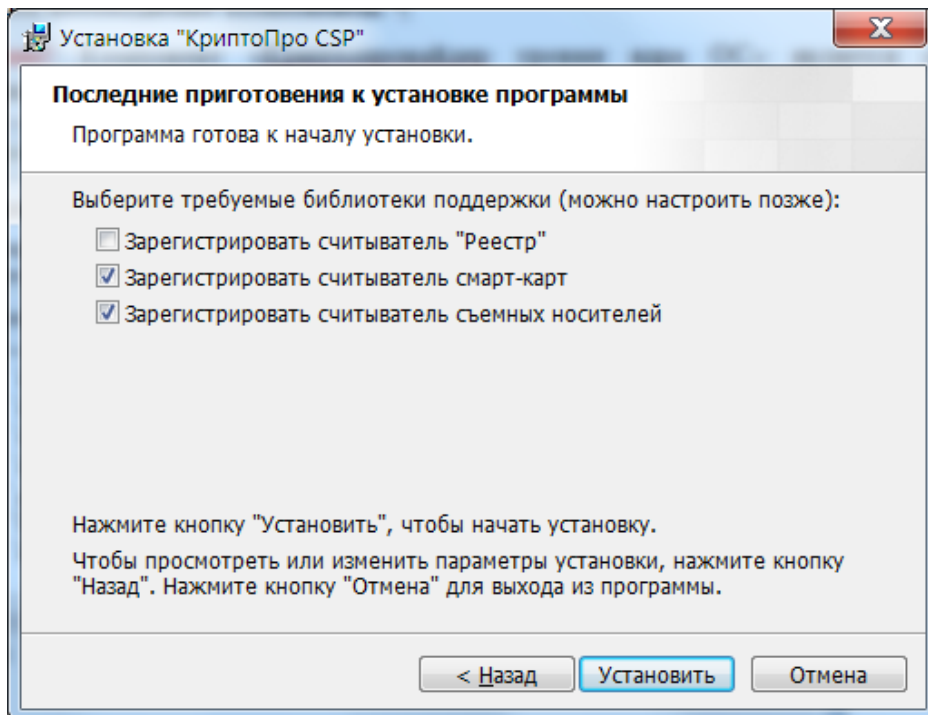 Установка "КриптоПро CSP"
Последние приготовения к установке программы
Программа готова к началу установки.
Выберите требуемые библиотеки поддержки (можно настроить позже):
Зарегистрировать считыватель "Реестр"
Зарегистрировать считыватель смарт-карт
Зарегистрировать считыватель съемных носителей
Нажмите кнопку "Установить", чтобы начать установку.
Чтобы просмотреть или изменить параметры установки, нажмите кнопку
"Назад". Нажмите кнопку "Отмена" для выхода из программы.
< Назад Установить Отмена